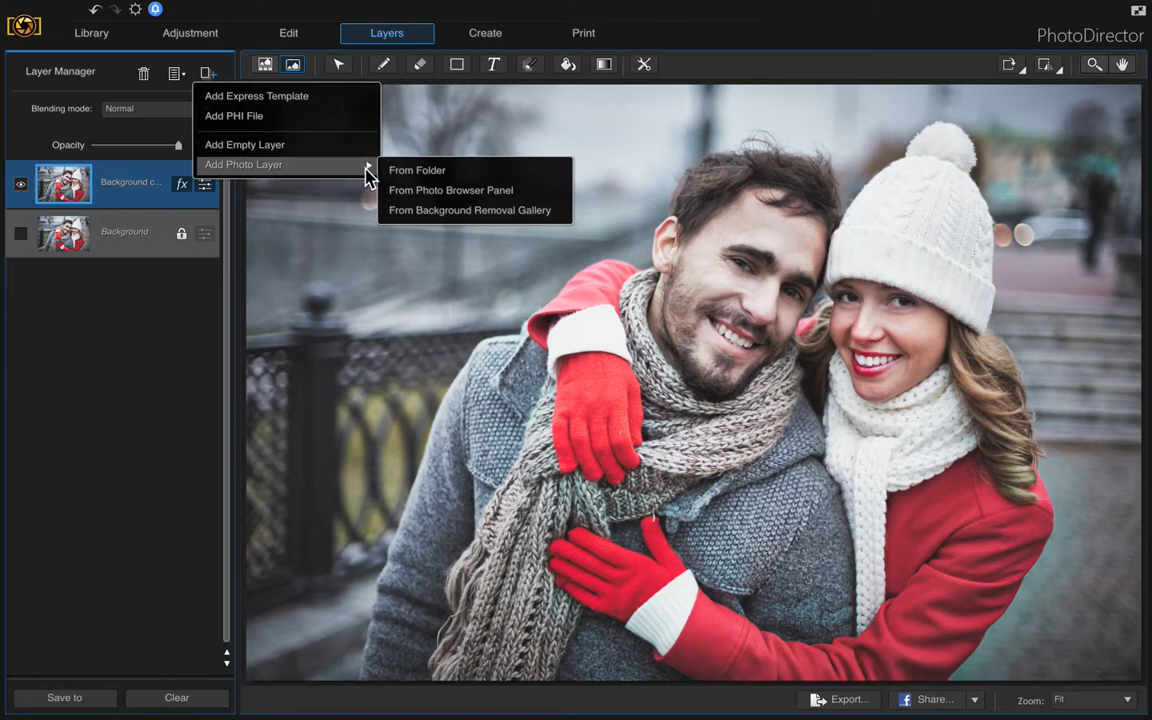 Library
Adjustment
Edit
Layers
Create
Print
PhotoDirector
Layer Manager
Blending mode:
Normal
Opacity
Add Express Template
Add PHI File
Add Empty Layer
Add Photo Layer
From Folder
From Photo Browser Panel
From Background Removal Gallery
Background c...
fx
Background
T
Save to
Clear
Export...
f Share...
Zoom:
Fit